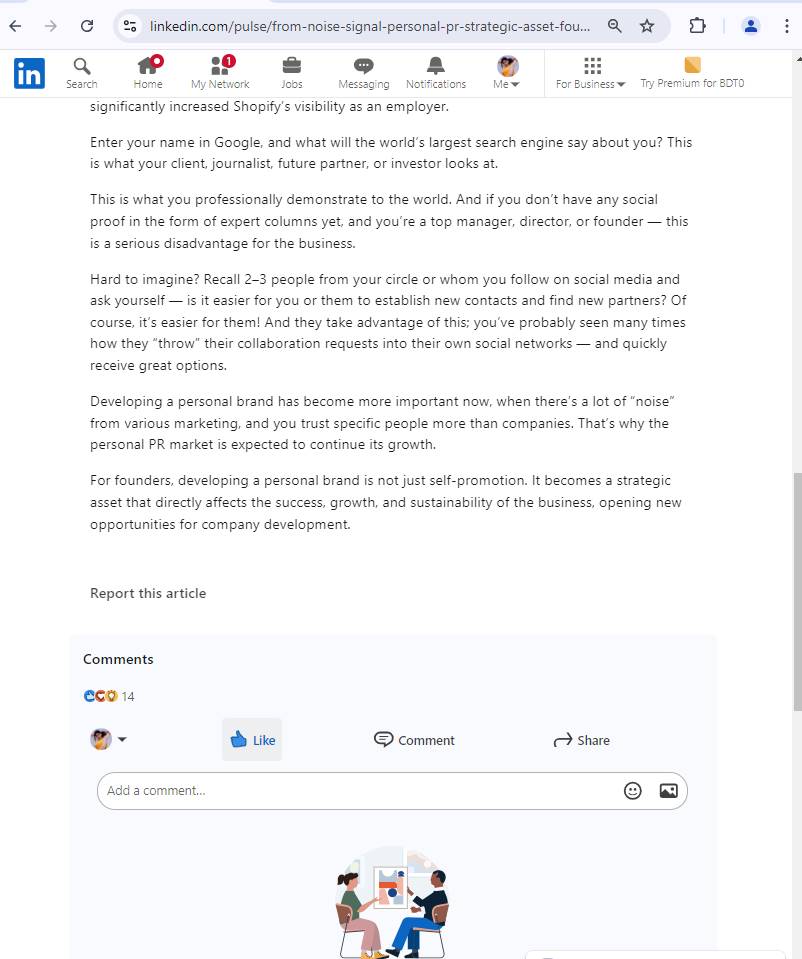 linkedin.com/pulse/from-noise-signal-personal-pr-strategic-asset-fou...
in
Search
Home
1
My Network
Jobs
Messaging
Notifications
Me
For Business
Try Premium for BDT0
significantly increased Shopify's visibility as an employer.
Enter your name in Google, and what will the world's largest search engine say about you? This
is what your client, journalist, future partner, or investor looks at.
This is what you professionally demonstrate to the world. And if you don't have any social
proof in the form of expert columns yet, and you're a top manager, director, or founder — this
is a serious disadvantage for the business.
Hard to imagine? Recall 2–3 people from your circle or whom you follow on social media and
ask yourself — is it easier for you or them to establish new contacts and find new partners? Of
course, it's easier for them! And they take advantage of this; you've probably seen many times
how they “throw” their collaboration requests into their own social networks — and quickly
receive great options.
Developing a personal brand has become more important now, when there's a lot of “noise”
from various marketing, and you trust specific people more than companies. That's why the
personal PR market is expected to continue its growth.
For founders, developing a personal brand is not just self-promotion. It becomes a strategic
asset that directly affects the success, growth, and sustainability of the business, opening new
opportunities for company development.
Report this article
Comments
14
Like
Comment
Share
Add a comment...